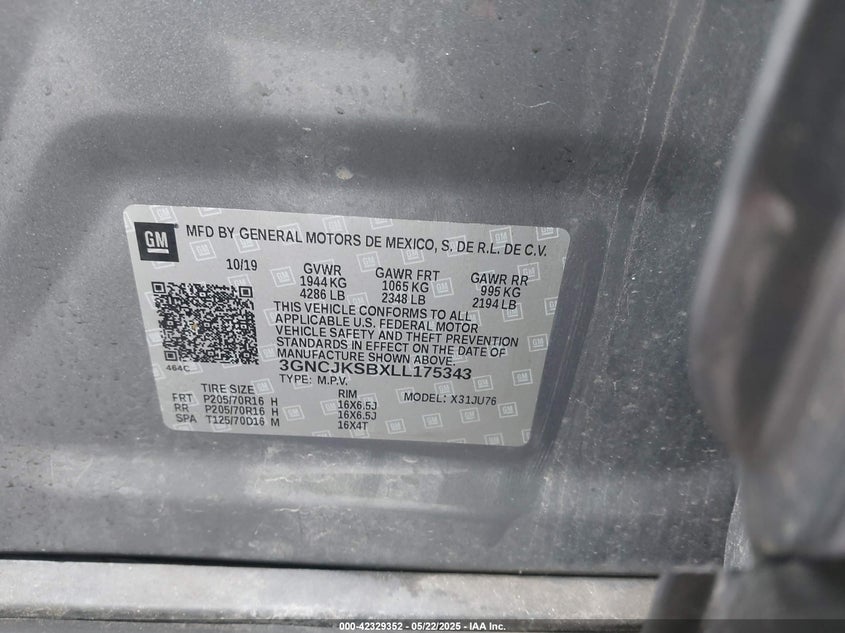 GM
MFD BY GENERAL MOTORS DE MEXICO, S. DE R.L. DE C.V.
10/19 GVWR GAWR FRT GAWR RR
1944 KG 1065 KG 995 KG
4286 LB 2348 LB 2194 LB
THIS VEHICLE CONFORMS TO ALL
APPLICABLE U.S. FEDERAL MOTOR
VEHICLE SAFETY AND THEFT PREVENTION
STANDARDS IN EFFECT ON THE DATE OF
MANUFACTURE SHOWN ABOVE.
464C
3GNCJKSBXLL175343
TYPE: M.P.V. MODEL: X31JU76
TIRE SIZE RIM
FRT P205/70R16 H 16X6.5J
RR P205/70R16 H 16X6.5J
SPA T125/70D16 M 16X4T
000-42329352 - 05/22/2025 - IAA Inc.